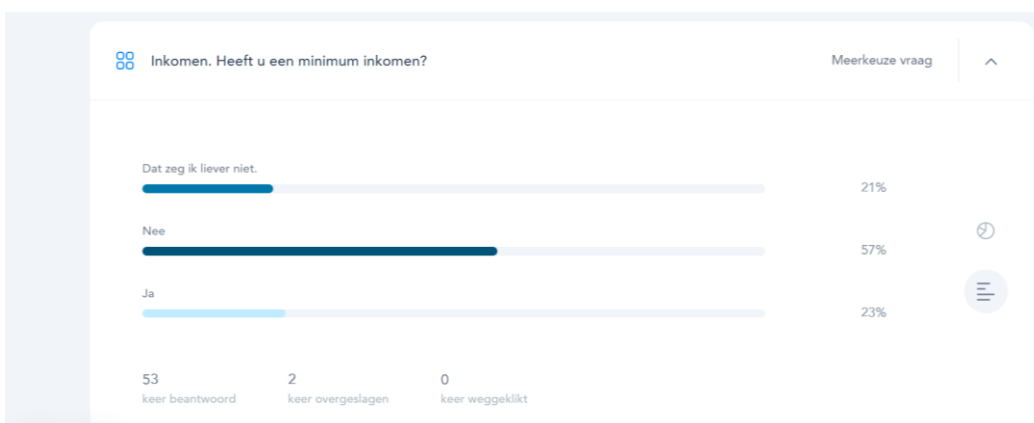 Inkomen. Heeft u een minimum inkomen?
Meerkeuze vraag
Dat zeg ik liever niet.
21%
Nee
57%
Ja
23%
53
2
0
keer beantwoord
keer overgeslagen
keer weggeklikt